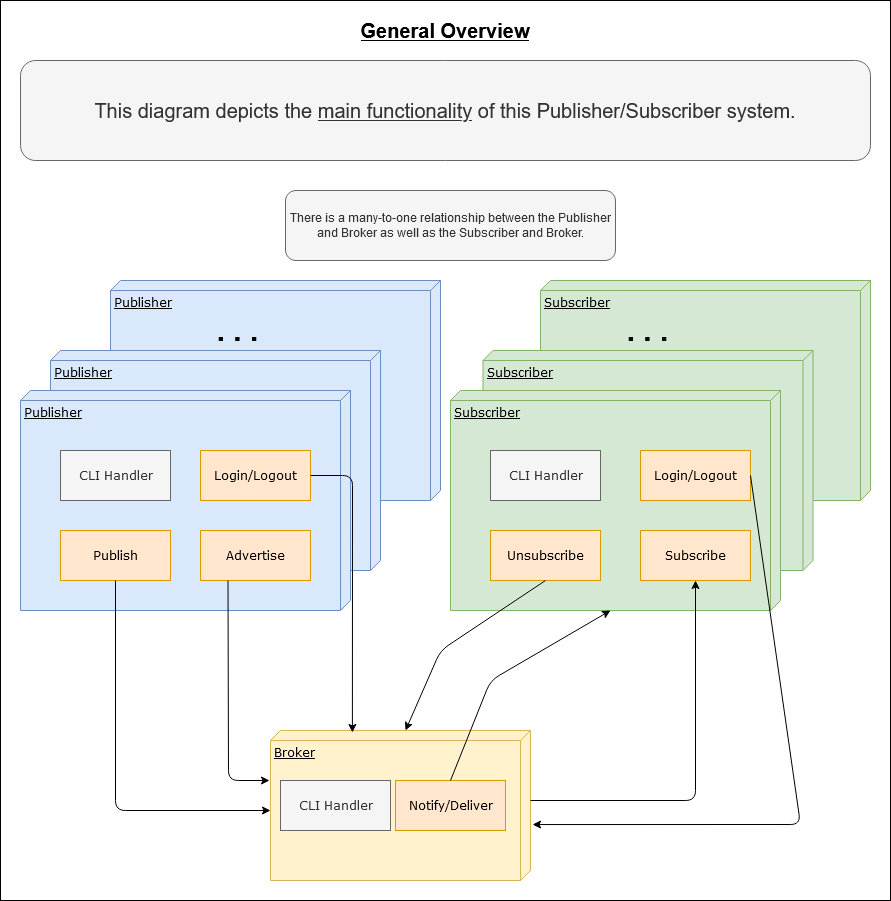 General Overview
This diagram depicts the main functionality of this Publisher/Subscriber system.
There is a many-to-one relationship between the Publisher
and Broker as well as the Subscriber and Broker.
Publisher
. . .
Publisher
Publisher
CLI Handler
Login/Logout
Publish
Advertise
Subscriber
. . .
Subscriber
Subscriber
CLI Handler
Login/Logout
Unsubscribe
Subscribe
Broker
CLI Handler
Notify/Deliver